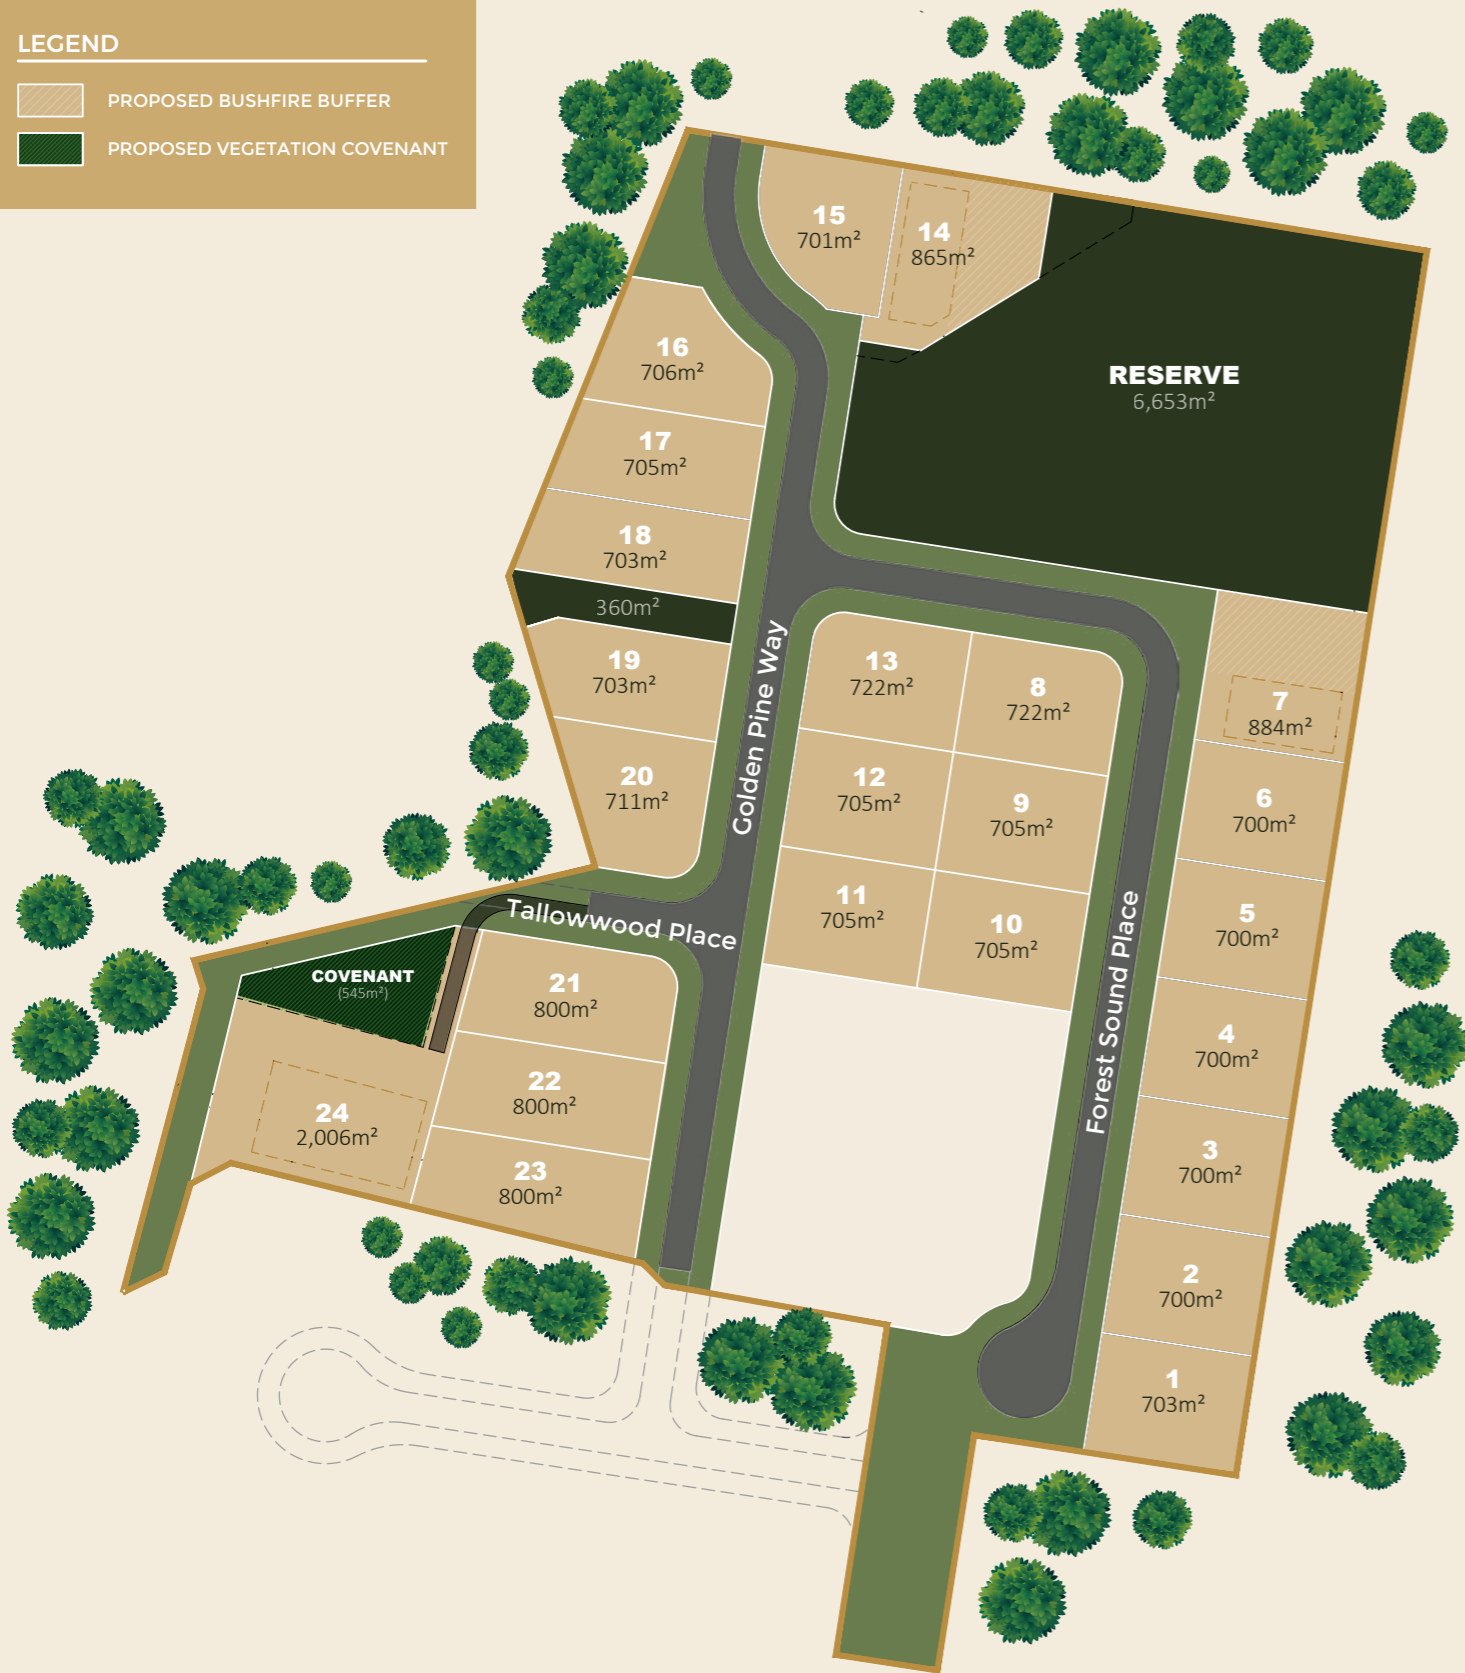 LEGEND
PROPOSED BUSHFIRE BUFFER
PROPOSED VEGETATION COVENANT
15
701m²
14
865m²
16
706m²
RESERVE
6,653m²
17
705m²
18
703m²
360m²
19
703m²
13
722m²
8
722m²
7
884m²
Golden Pine Way
20
711m²
12
705m²
9
705m²
6
700m²
11
705m²
10
705m²
5
700m²
Tallowwood Place
COVENANT
(545m²)
21
800m²
Forest Sound Place
4
700m²
22
800m²
24
2,006m²
3
700m²
23
800m²
2
700m²
1
703m²